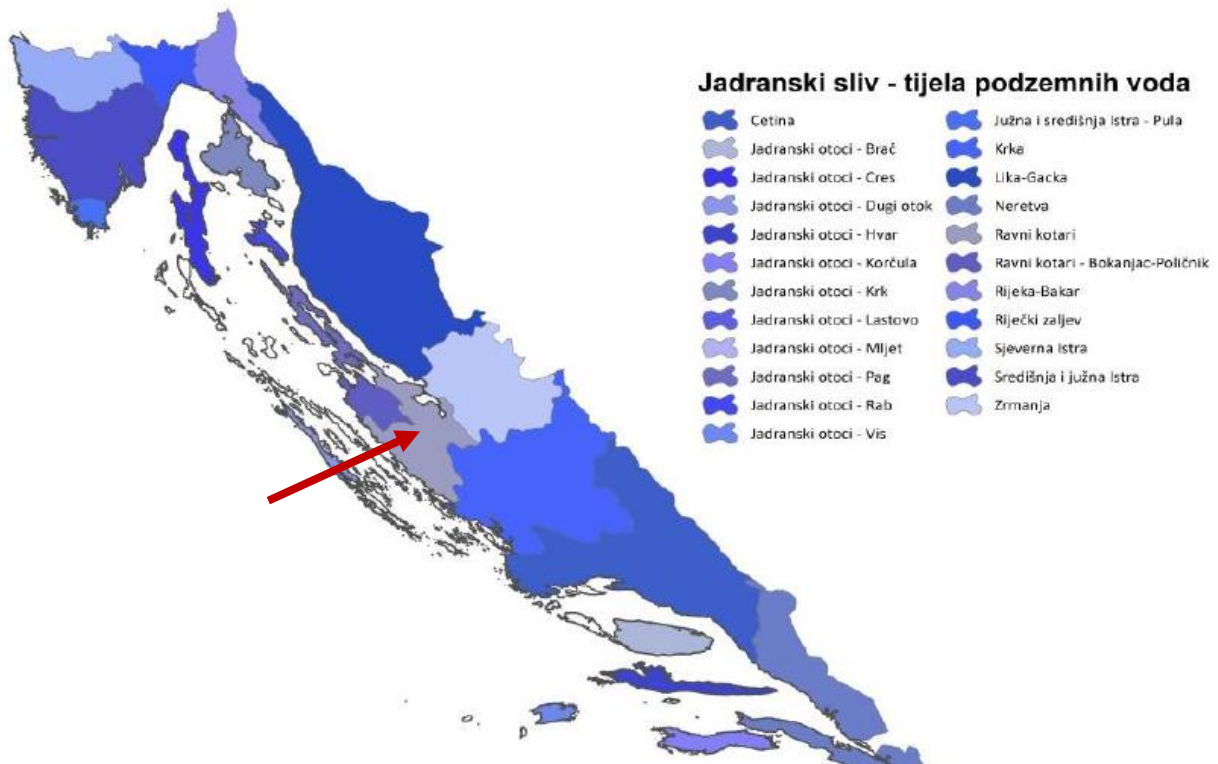 Jadranski sliv - tijela podzemnih voda
Cetina
Jadranski otoci - Brač
Jadranski otoci - Cres
Jadranski otoci - Dugi otok
Jadranski otoci - Hvar
Jadranski otoci - Korčula
Jadranski otoci - Krk
Jadranski otoci - Lastovo
Jadranski otoci - Mljet
Jadranski otoci - Pag
Jadranski otoci - Rab
Jadranski otoci - Vis
Južna i središnja Istra - Pula
Krka
Lika-Gacka
Neretva
Ravni kotari
Ravni kotari - Bokanjac-Poličnik
Rijeka-Bakar
Riječki zaljev
Sjeverna Istra
Središnja i južna Istra
Zrmanja